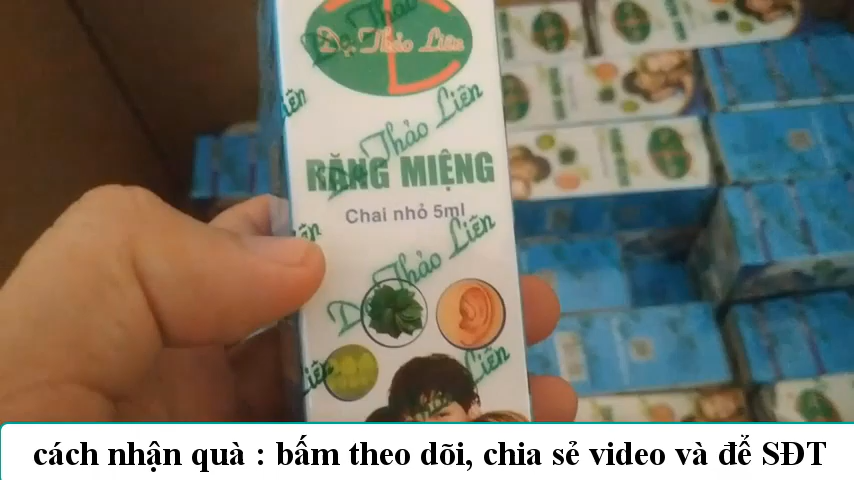 Dạ Thảo Liên
Thảo Liên
RĂNG MIỆNG
Chai nhỏ 5ml
Dạ Thảo Liên
cách nhận quà : bấm theo dõi, chia sẻ video và để SĐT